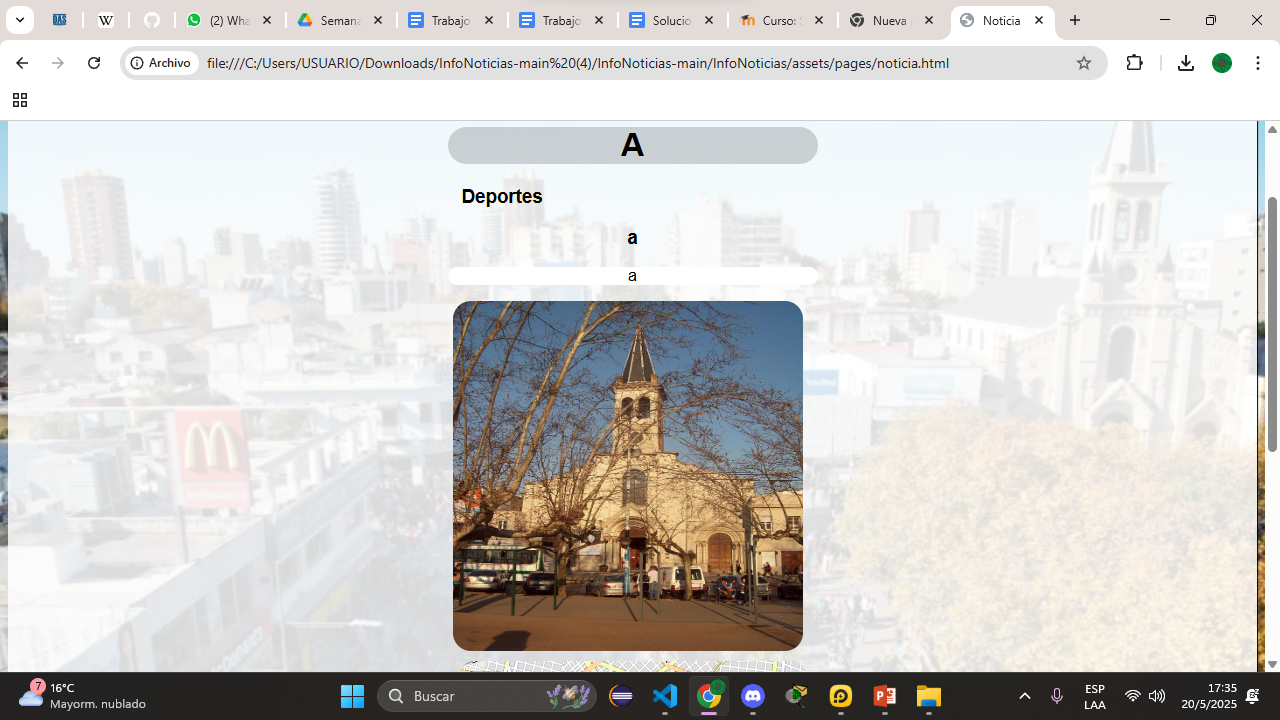 (2) Wha
Semana
Trabajo
Trabajo
Solucio
Curso: S
Nueva p
Noticia
Archivo
file:///C:/Users/USUARIO/Downloads/InfoNoticias-main%20(4)/InfoNoticias-main/InfoNoticias/assets/pages/noticia.html
A
Deportes
a
a
7
16°C
Mayorm. nublado
Buscar
ESP
LAA
17:35
20/5/2025